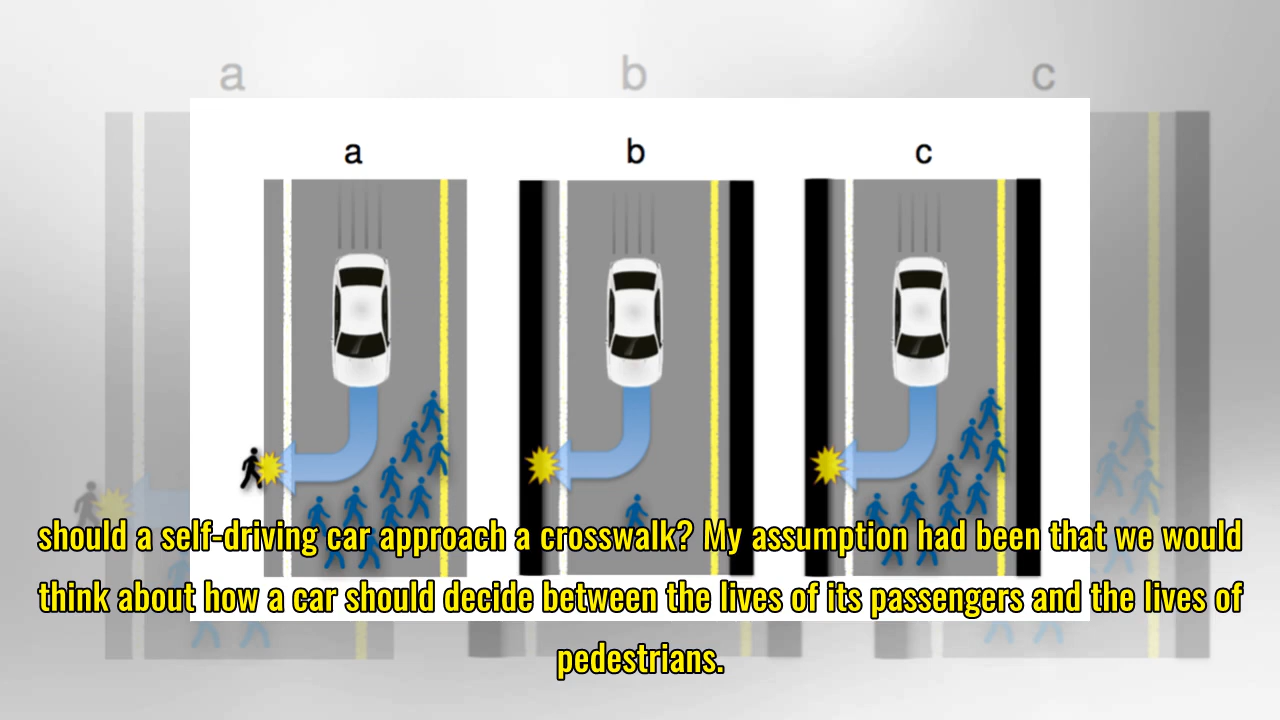 a b c
a b c
should a self-driving car approach a crosswalk? My assumption had been that we would
think about how a car should decide between the lives of its passengers and the lives of
pedestrians.